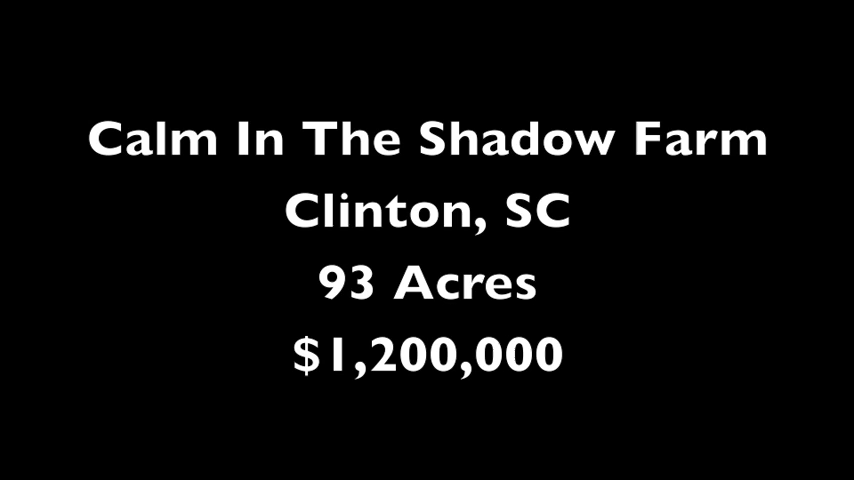 Calm In The Shadow Farm
Clinton, SC
93 Acres
$1,200,000